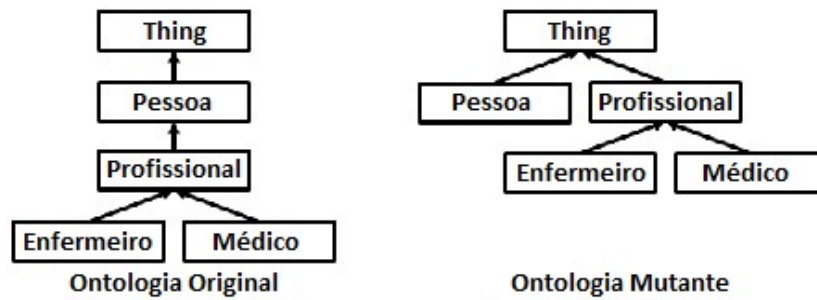 Thing
Pessoa
Profissional
Enfermeiro
Médico
Ontologia Original
Thing
Pessoa
Profissional
Enfermeiro
Médico
Ontologia Mutante